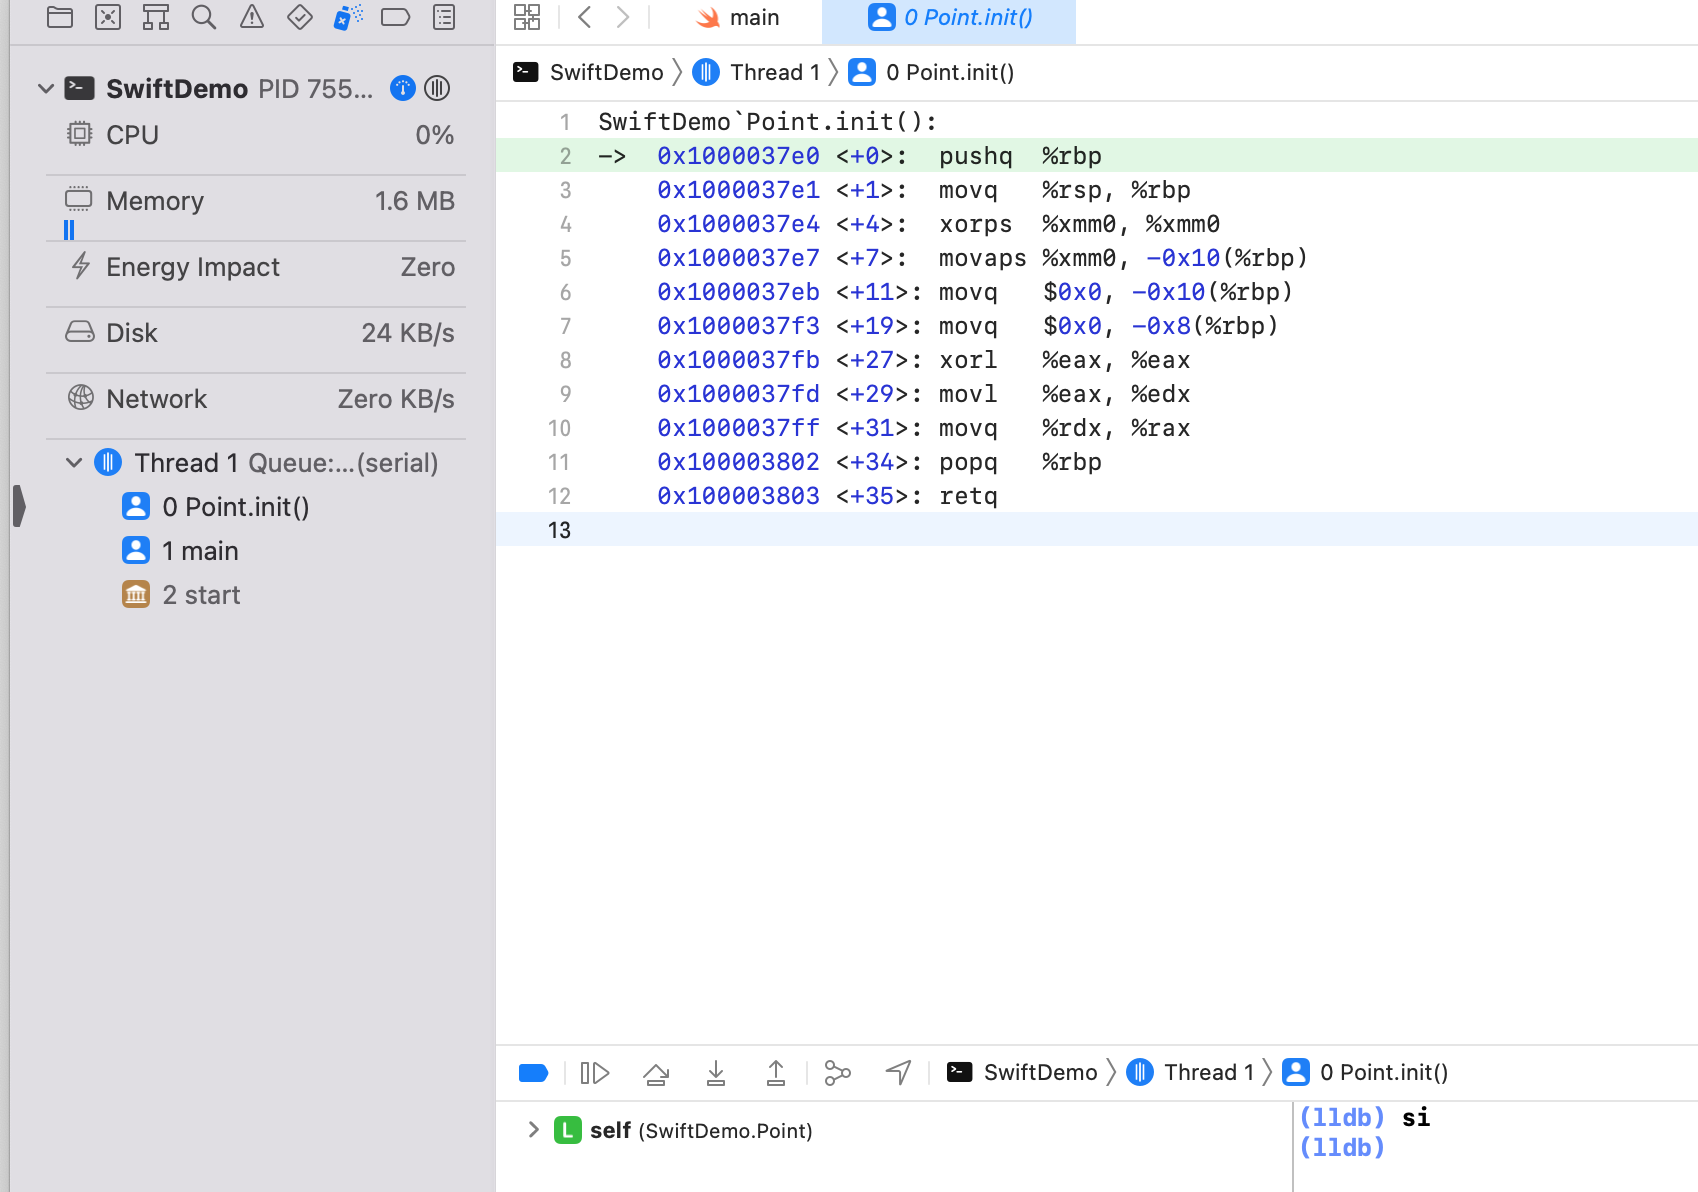 main
0 Point.init()
SwiftDemo PID 755...
SwiftDemo Thread 1 0 Point.init()
CPU 0%
Memory 1.6 MB
Energy Impact Zero
Disk 24 KB/s
Network Zero KB/s
Thread 1 Queue:...(serial)
0 Point.init()
1 main
2 start
1 SwiftDemo`Point.init():
2 -> 0x1000037e0 <+0>: pushq %rbp
3 0x1000037e1 <+1>: movq %rsp, %rbp
4 0x1000037e4 <+4>: xorps %xmm0, %xmm0
5 0x1000037e7 <+7>: movaps %xmm0, -0x10(%rbp)
6 0x1000037eb <+11>: movq $0x0, -0x10(%rbp)
7 0x1000037f3 <+19>: movq $0x0, -0x8(%rbp)
8 0x1000037fb <+27>: xorl %eax, %eax
9 0x1000037fd <+29>: movl %eax, %edx
10 0x1000037ff <+31>: movq %rdx, %rax
11 0x100003802 <+34>: popq %rbp
12 0x100003803 <+35>: retq
13
SwiftDemo Thread 1 0 Point.init()
L self (SwiftDemo.Point)
(lldb) si
(lldb)